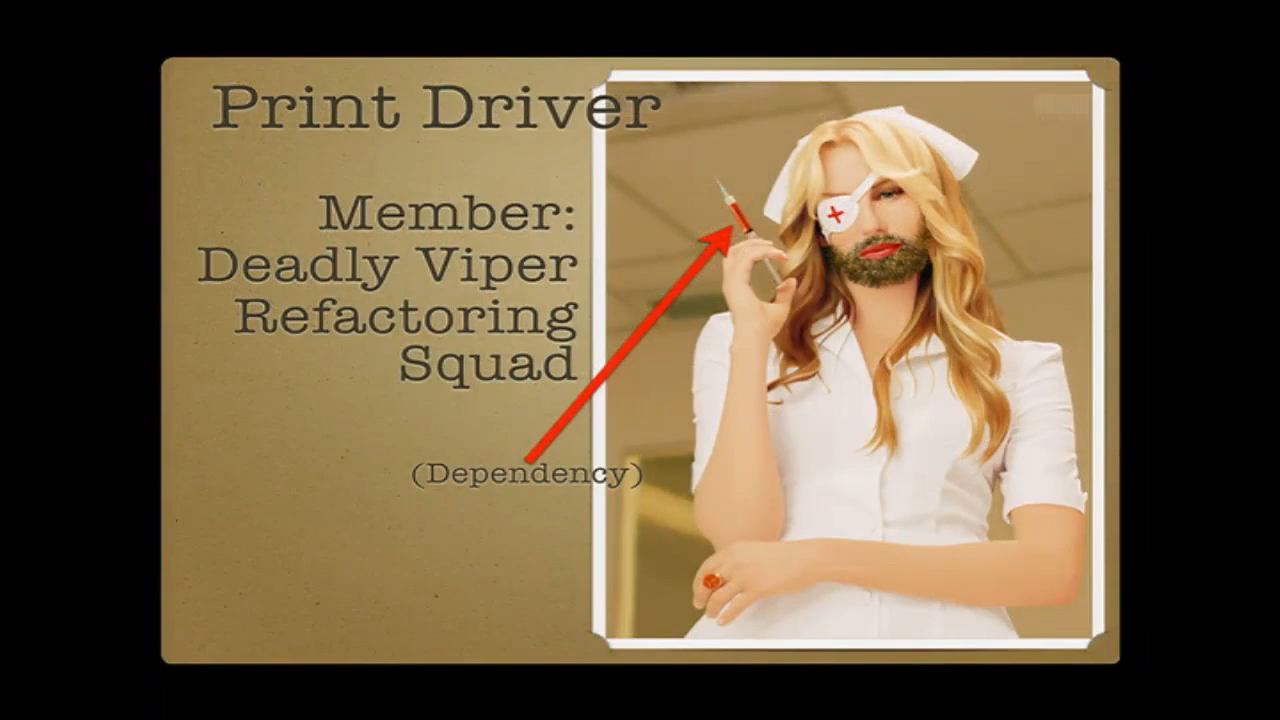 Print Driver
Member:
Deadly Viper
Refactoring
Squad
(Dependency)